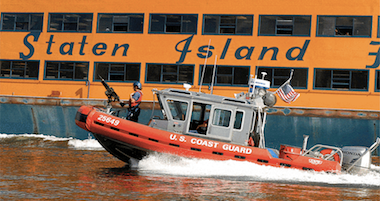 Staten Island F
U.S. COAST GUARD
25649